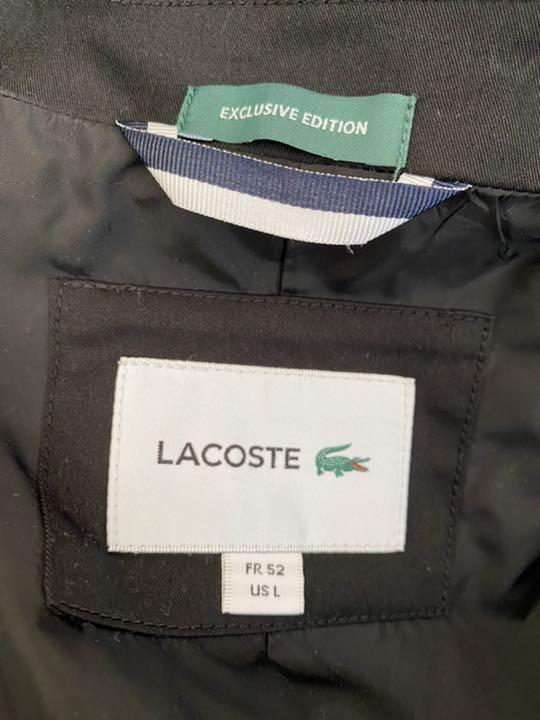 EXCLUSIVE EDITION
LACOSTE
FR 52
US L